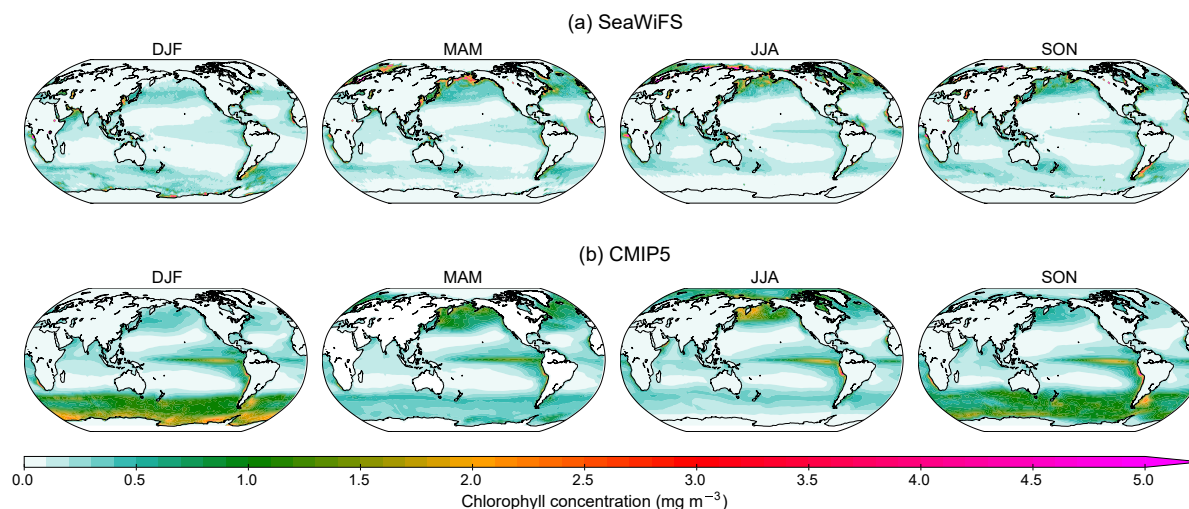 (a) SeaWiFS
DJF MAM JJA SON
(b) CMIP5
DJF MAM JJA SON
0.0 0.5 1.0 1.5 2.0 2.5 3.0 3.5 4.0 4.5 5.0
Chlorophyll concentration (mg m⁻³)